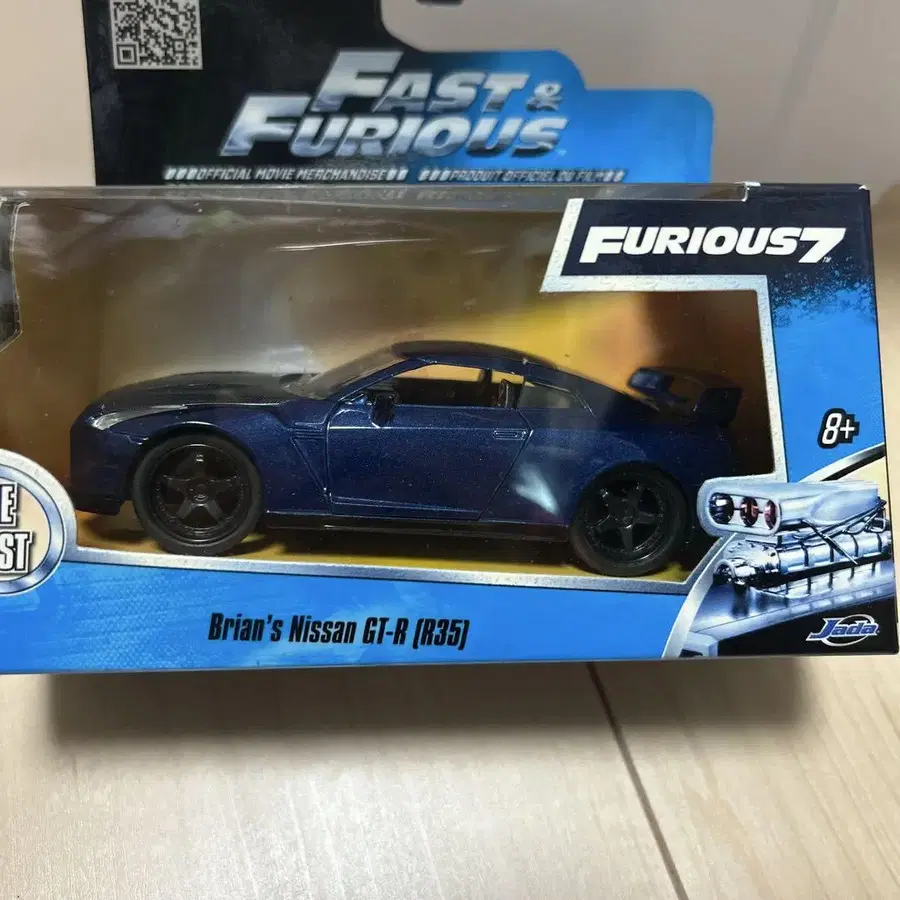 FAST &
FURIOUS
OFFICIAL MOVIE MERCHANDISE PRODUIT OFFICIEL DU FILM
FURIOUS 7
8+
Brian's Nissan GT-R (R35)
Jada